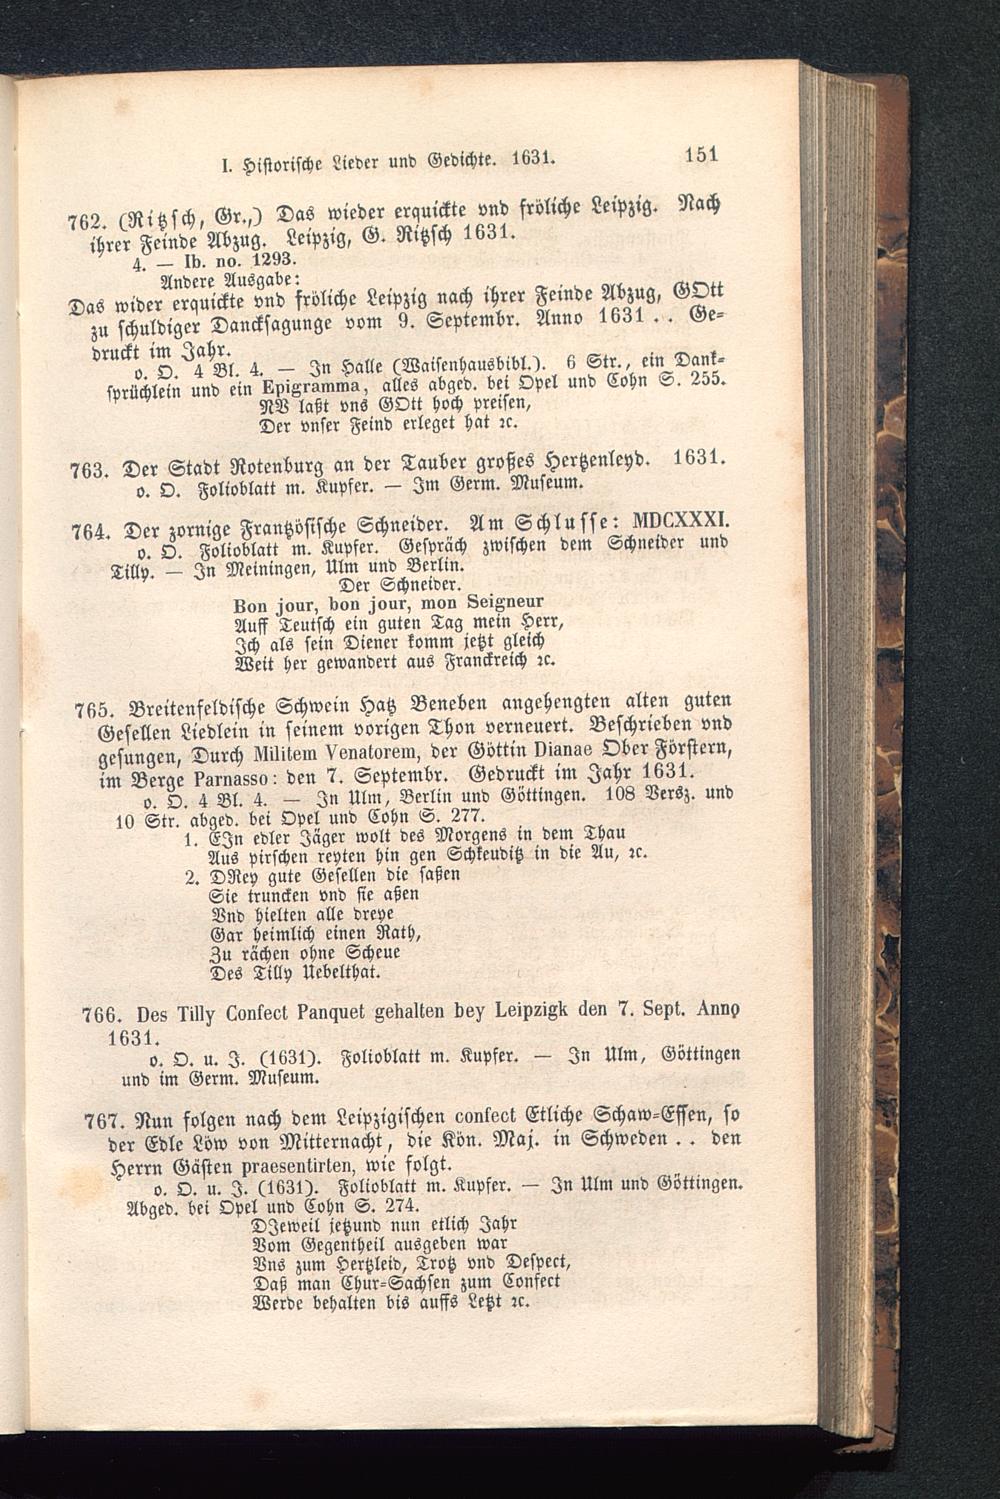 I. Historische Lieder und Gedichte. 1631. 151
762. (Ritzsch, Gr.,) Das wieder erquickte vnd fröliche Leipzig. Nach
ihrer Feinde Abzug. Leipzig, G. Ritzsch 1631.
4. — Ib. no. 1293.
Andere Ausgabe:
Das wider erquickte vnd fröliche Leipzig nach ihrer Feinde Abzug, GOtt
zu schuldiger Dancksagunge vom 9. Septembr. Anno 1631 . . Ge-
druckt im Jahr.
o. O. 4 Bl. 4. — In Halle (Waisenhausbibl.). 6 Str., ein Dank-
sprüchlein und ein Epigramma, alles abged. bei Opel und Cohn S. 255.
NV laßt vns GOtt hoch preisen,
Der vnser Feind erleget hat ꝛc.
763. Der Stadt Rotenburg an der Tauber großes Hertzenleyd. 1631.
o. O. Folioblatt m. Kupfer. — Im Germ. Museum.
764. Der zornige Frantzösische Schneider. Am Schlusse: MDCXXXI.
o. O. Folioblatt m. Kupfer. Gespräch zwischen dem Schneider und
Tilly. — In Meiningen, Ulm und Berlin.
Der Schneider.
Bon jour, bon jour, mon Seigneur
Auff Teutsch ein guten Tag mein Herr,
Ich als sein Diener komm jetzt gleich
Weit her gewandert aus Franckreich ꝛc.
765. Breitenfeldische Schwein Hatz Beneben angehengten alten guten
Gesellen Liedlein in seinem vorigen Thon verneuert. Beschrieben vnd
gesungen, Durch Militem Venatorem, der Göttin Dianae Ober Förstern,
im Berge Parnasso: den 7. Septembr. Gedruckt im Jahr 1631.
o. O. 4 Bl. 4. — In Ulm, Berlin und Göttingen. 108 Versz. und
10 Str. abged. bei Opel und Cohn S. 277.
1. EJn edler Jäger wolt des Morgens in dem Thau
Aus pirschen reyten hin gen Schkeuditz in die Au, ꝛc.
2. DRey gute Gesellen die saßen
Sie truncken vnd sie aßen
Vnd hielten alle dreye
Gar heimlich einen Rath,
Zu rächen ohne Scheue
Des Tilly Uebelthat.
766. Des Tilly Confect Panquet gehalten bey Leipzigk den 7. Sept. Anno
1631.
o. O. u. J. (1631). Folioblatt m. Kupfer. — In Ulm, Göttingen
und im Germ. Museum.
767. Nun folgen nach dem Leipzigischen confect Etliche Schaw-Essen, so
der Edle Löw von Mitternacht, die Kön. Maj. in Schweden . . den
Herrn Gästen praesentirten, wie folgt.
o. O. u. J. (1631). Folioblatt m. Kupfer. — In Ulm und Göttingen.
Abged. bei Opel und Cohn S. 274.
DJeweil jetzund nun etlich Jahr
Vom Gegentheil ausgeben war
Vns zum Hertzleid, Trotz vnd Despect,
Daß man Chur-Sachsen zum Confect
Werde behalten bis auffs Letzt ꝛc.